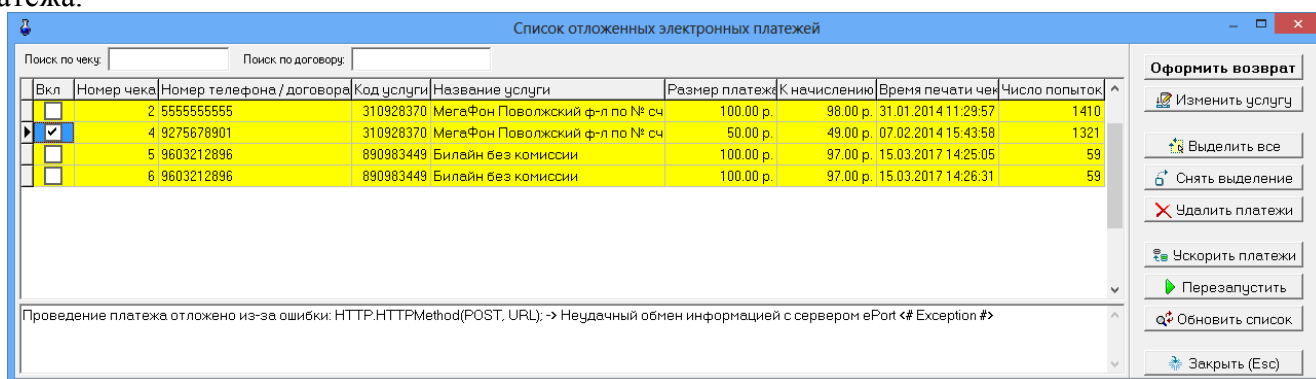 атежа.
Список отложенных электронных платежей
Поиск по чеку: Поиск по договору:
Вкл Номер чека Номер телефона / договора Код услуги Название услуги Размер платежа К начислению Время печати чек Число попыток
2 5555555555 310928370 МегаФон Поволжский ф-л по № сч 100.00 р. 98.00 р. 31.01.2014 11:29:57 1410
4 9275678901 310928370 МегаФон Поволжский ф-л по № сч 50.00 р. 49.00 р. 07.02.2014 15:43:58 1321
5 9603212896 890983449 Билайн без комиссии 100.00 р. 97.00 р. 15.03.2017 14:25:05 59
6 9603212896 890983449 Билайн без комиссии 100.00 р. 97.00 р. 15.03.2017 14:26:31 59
Проведение платежа отложено из-за ошибки: HTTP.HTTPMethod(POST, URL); -> Неудачный обмен информацией с сервером ePort <# Exception #>
Оформить возврат
Изменить услугу
Выделить все
Снять выделение
Удалить платежи
Ускорить платежи
Перезапустить
Обновить список
Закрыть (Esc)